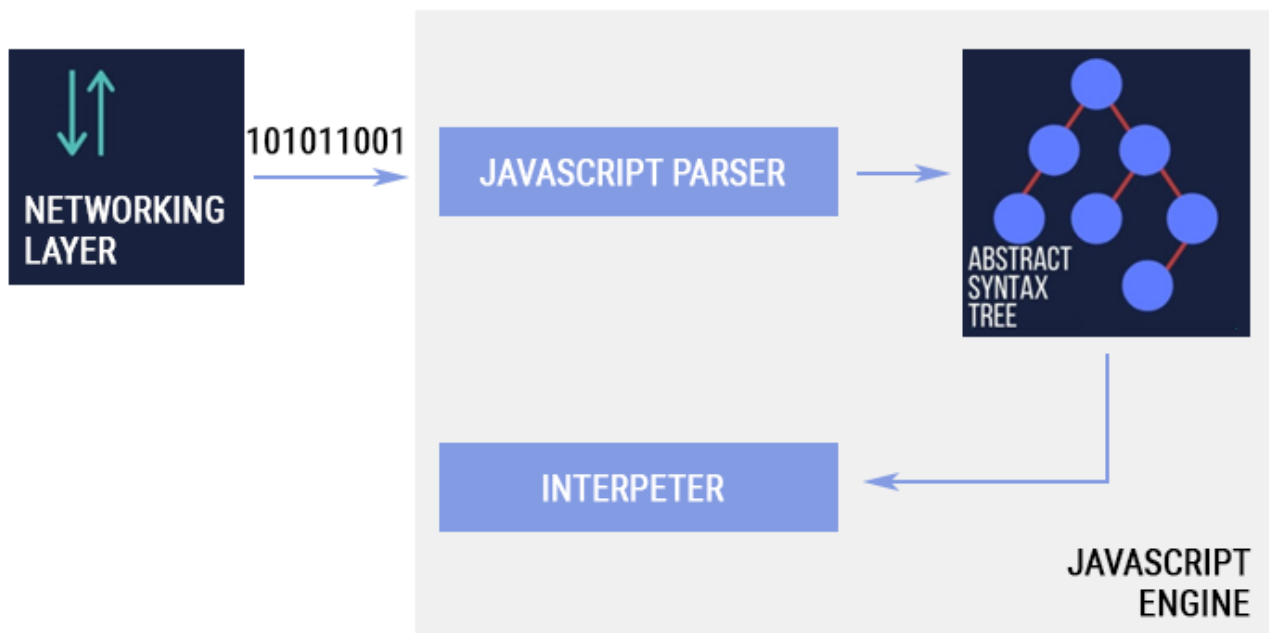 NETWORKING
LAYER
101011001
JAVASCRIPT PARSER
ABSTRACT
SYNTAX
TREE
INTERPETER
JAVASCRIPT
ENGINE